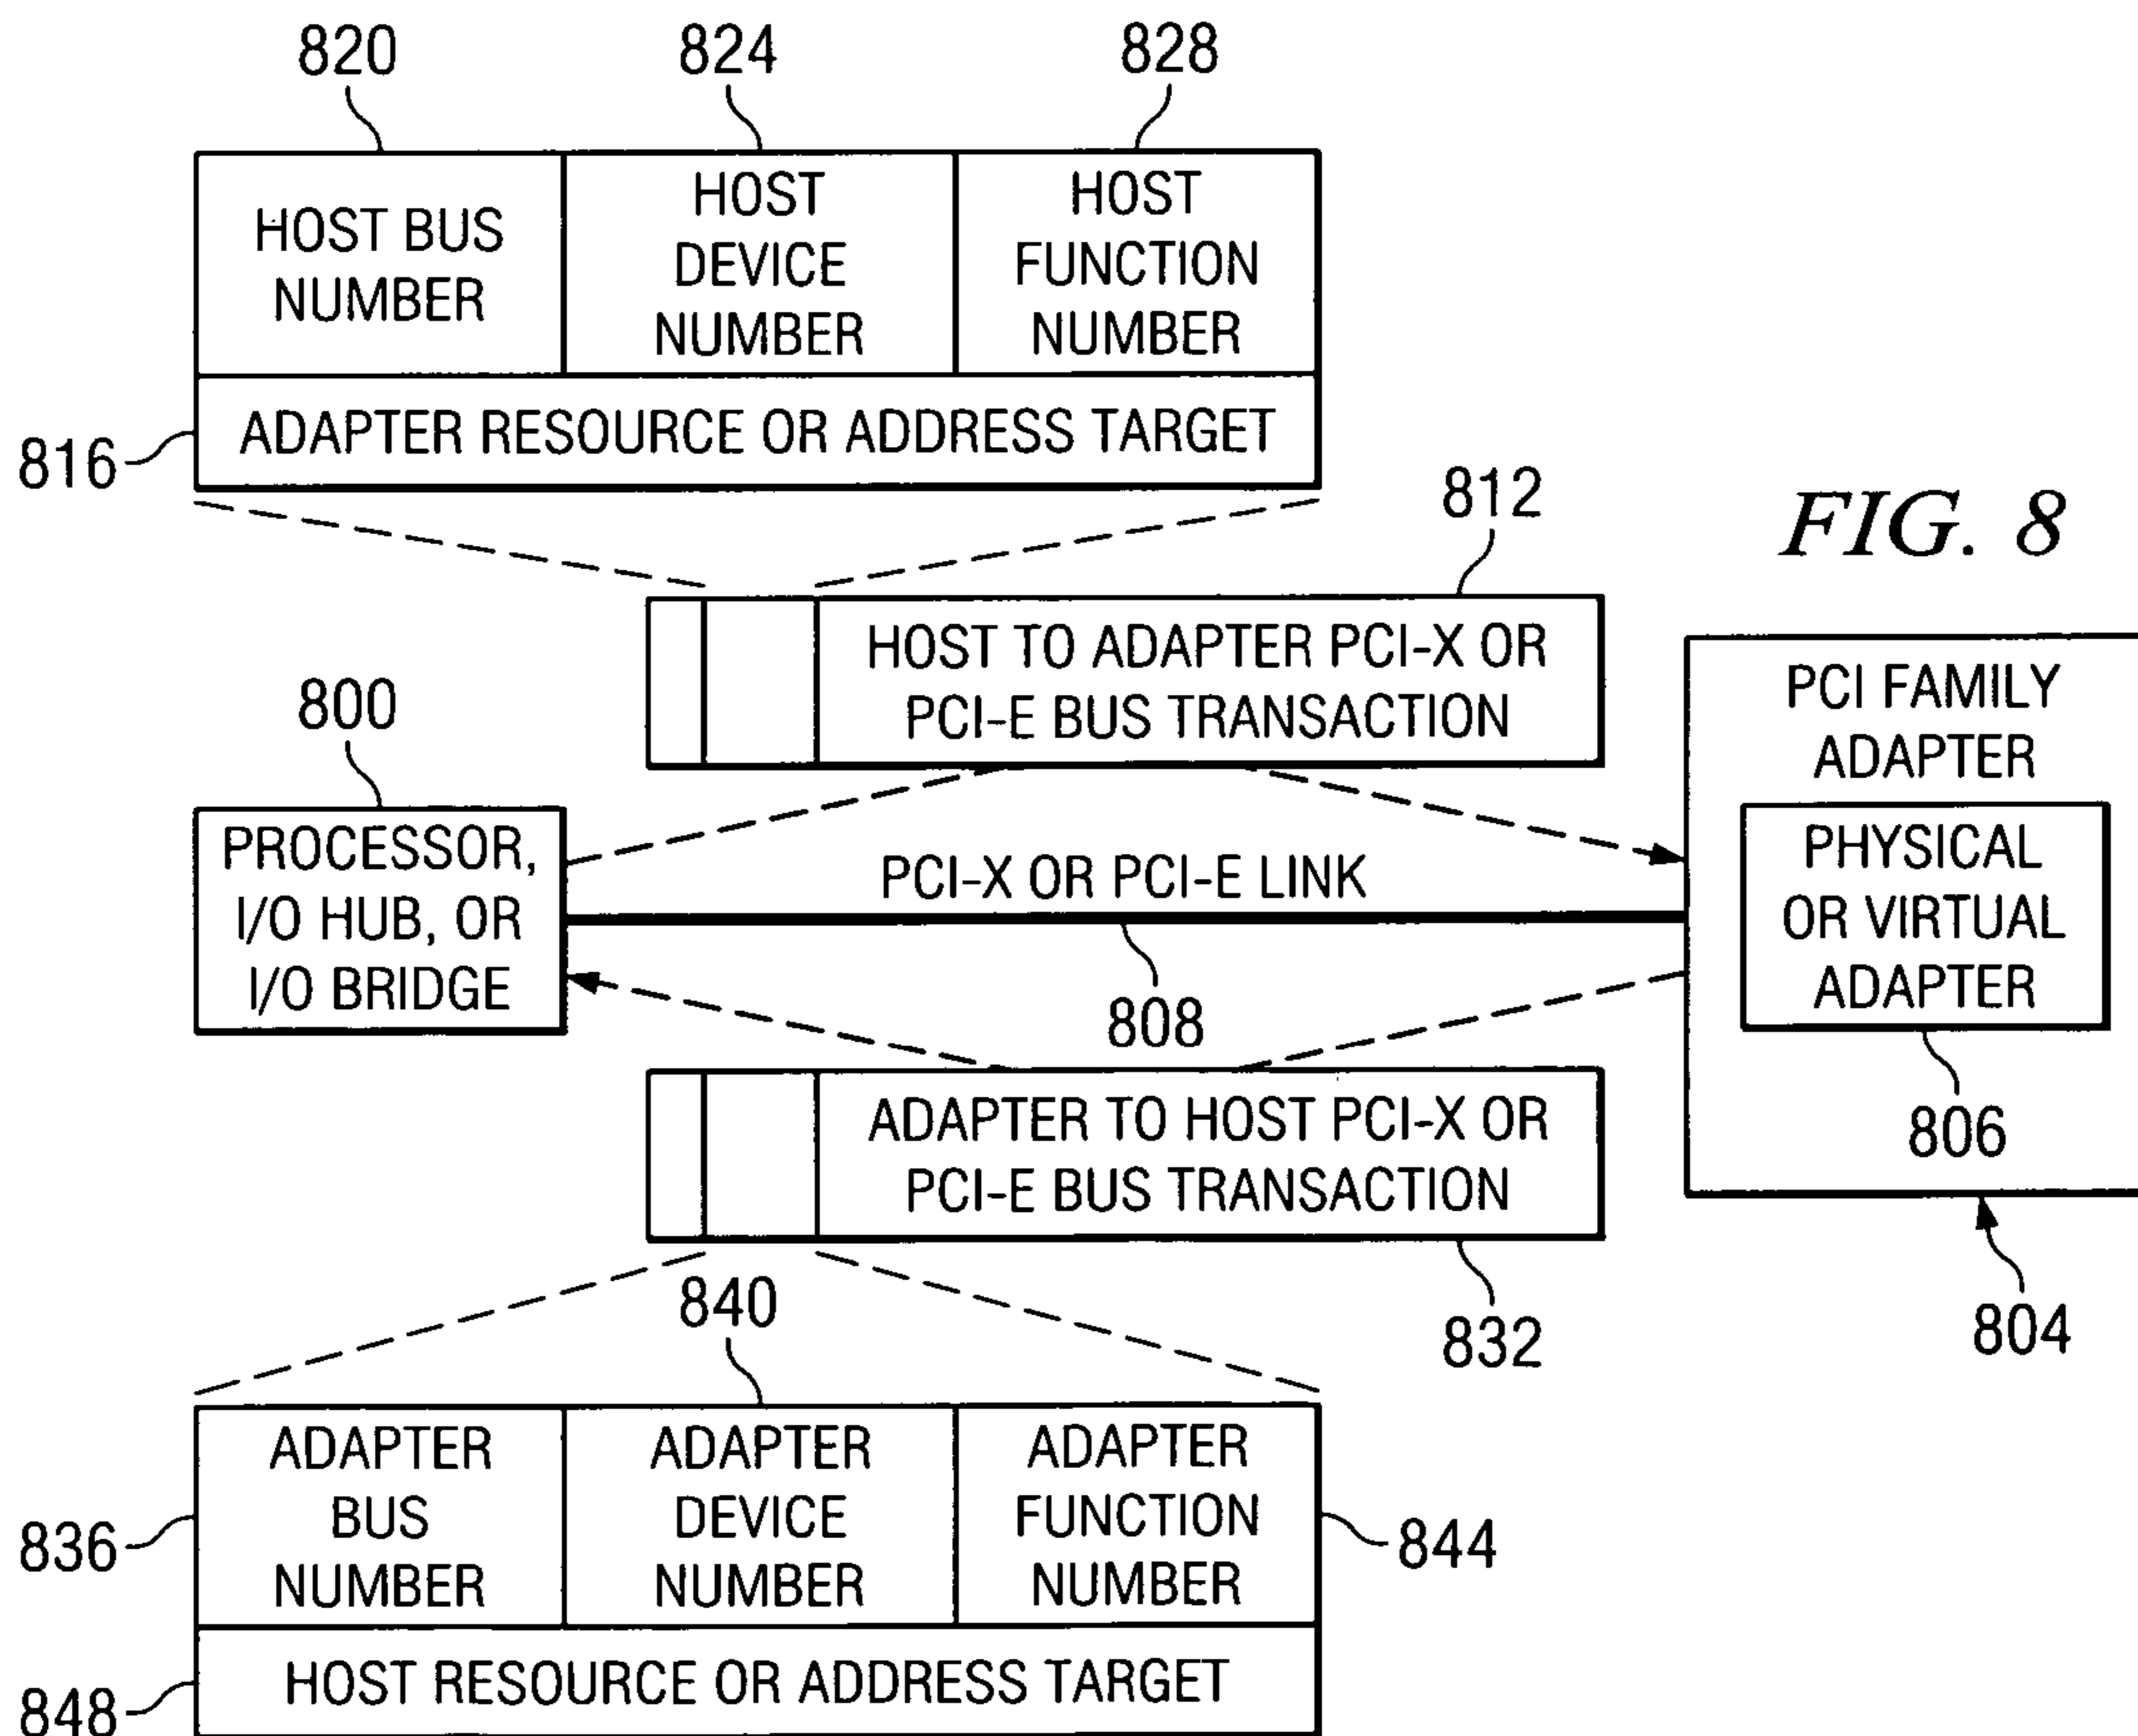 820
824
828
HOST BUS
NUMBER
HOST
DEVICE
NUMBER
HOST
FUNCTION
NUMBER
816
ADAPTER RESOURCE OR ADDRESS TARGET
812
FIG. 8
HOST TO ADAPTER PCI-X OR
PCI-E BUS TRANSACTION
800
PROCESSOR,
I/O HUB, OR
I/O BRIDGE
PCI-X OR PCI-E LINK
808
PCI FAMILY
ADAPTER
PHYSICAL
OR VIRTUAL
ADAPTER
806
804
ADAPTER TO HOST PCI-X OR
PCI-E BUS TRANSACTION
832
840
836
ADAPTER
BUS
NUMBER
ADAPTER
DEVICE
NUMBER
ADAPTER
FUNCTION
NUMBER
844
848
HOST RESOURCE OR ADDRESS TARGET